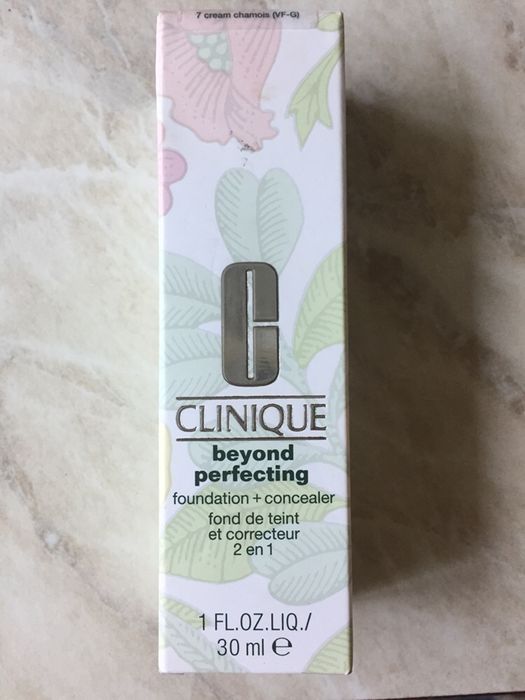 7 cream chamois (VF-G)
C
CLINIQUE
beyond
perfecting
foundation + concealer
fond de teint
et correcteur
2 en 1
1 FL.OZ.LIQ./
30 ml ℮